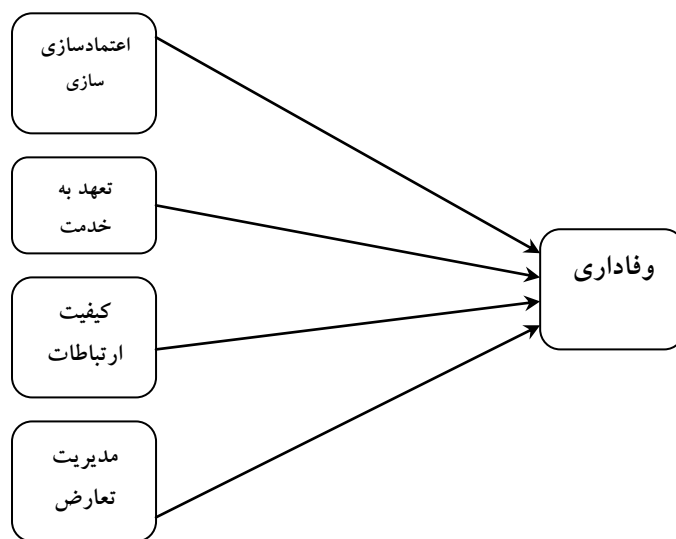 اعتمادسازی
سازی
تعهد به
خدمت
کیفیت
ارتباطات
مدیریت
تعارض
وفاداری